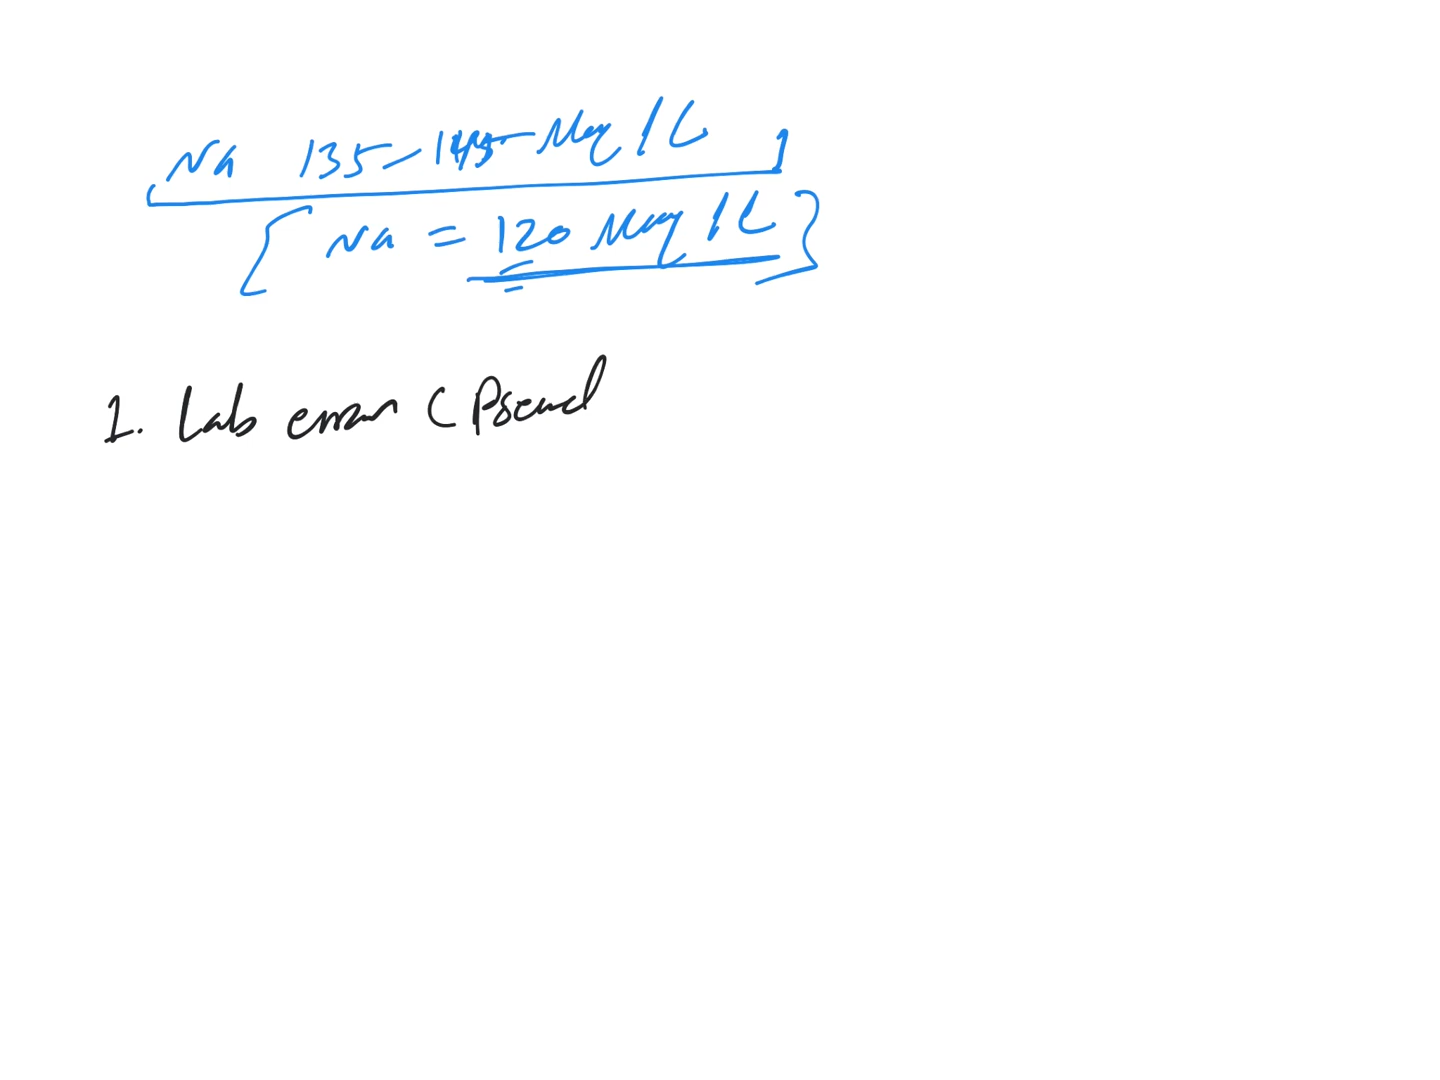 Na 135-145 Meq/L
[Na = 120 Meq/L]
1. Lab error (Pseud